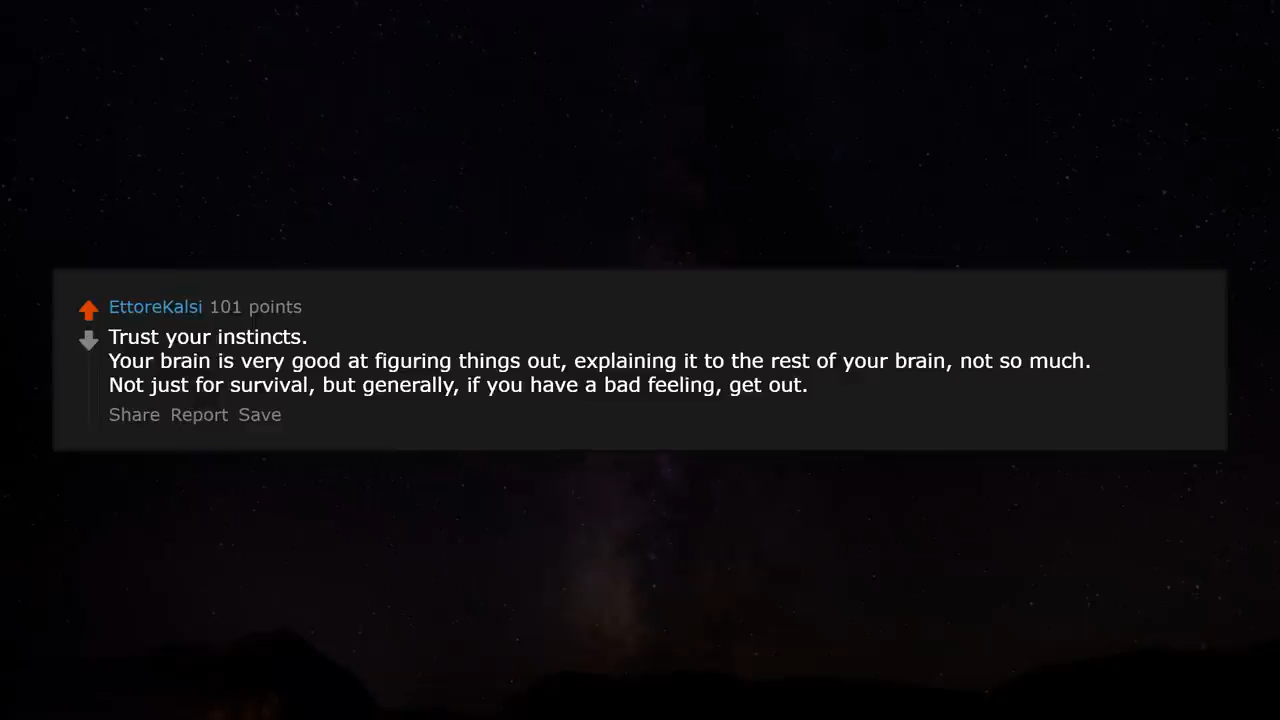 EttoreKalsi 101 points
Trust your instincts.
Your brain is very good at figuring things out, explaining it to the rest of your brain, not so much.
Not just for survival, but generally, if you have a bad feeling, get out.
Share Report Save